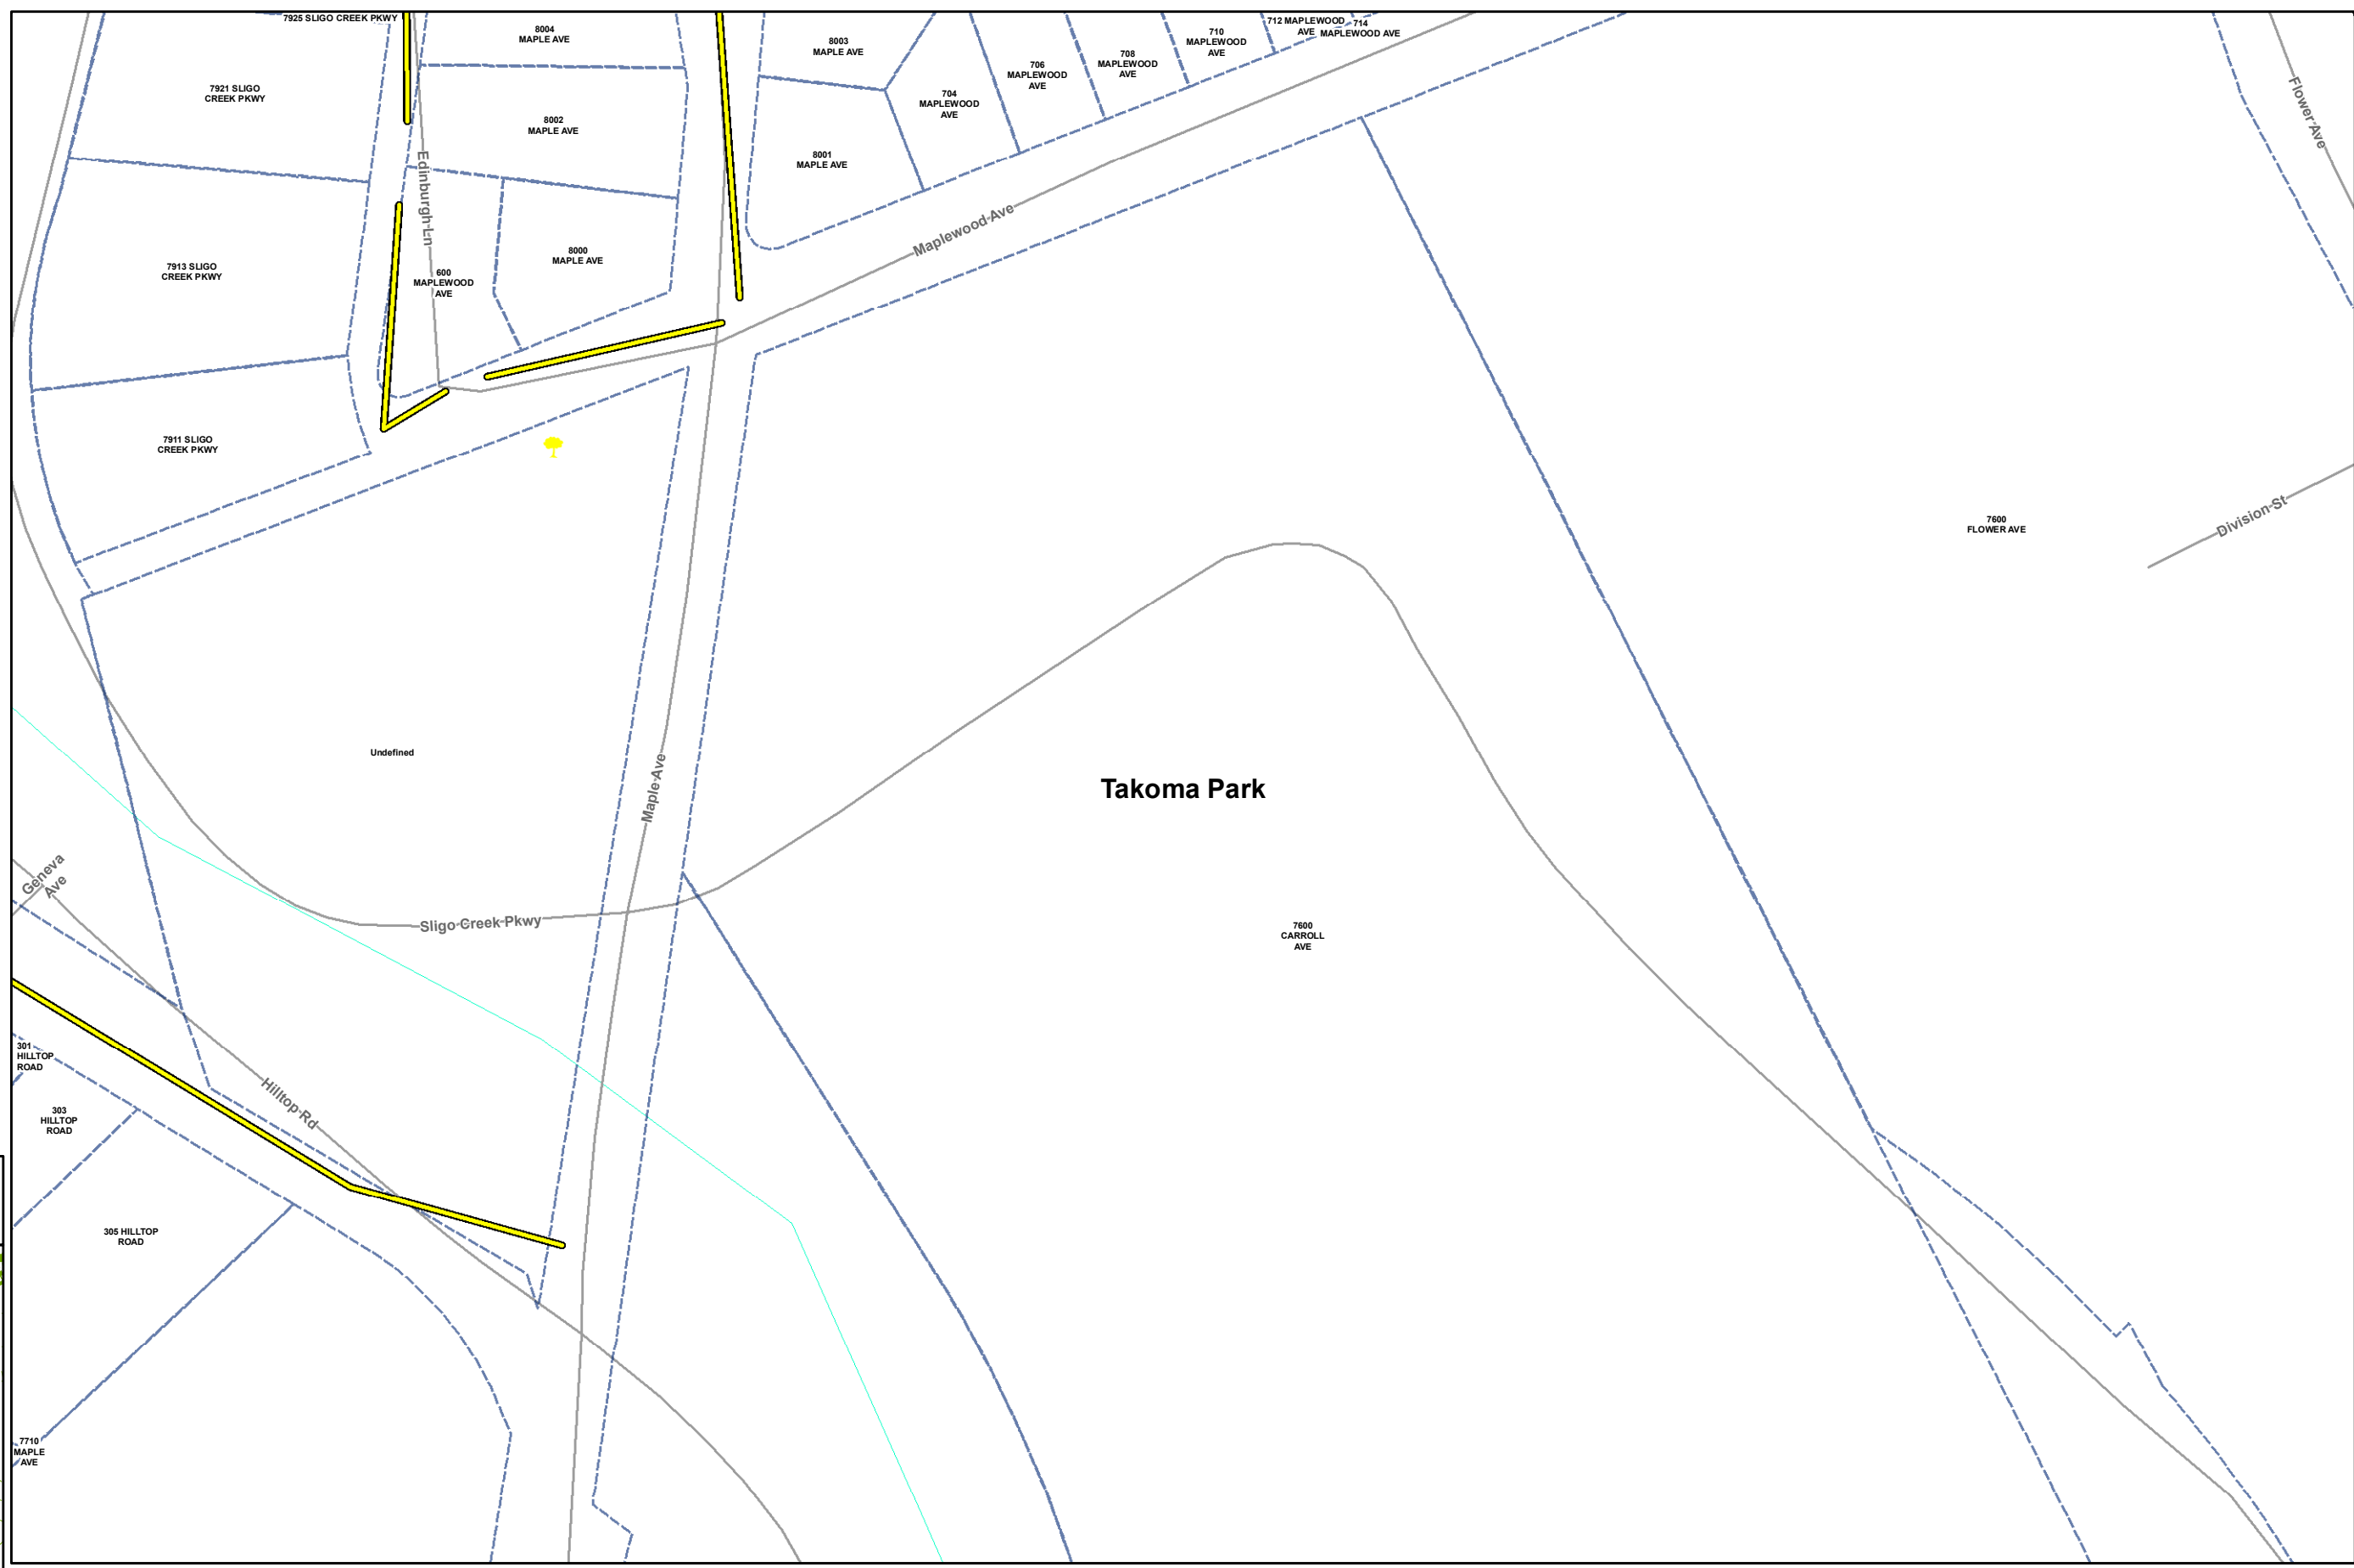 7925 SLIGO CREEK PKWY
8004
MAPLE AVE
8003
MAPLE AVE
710
MAPLEWOOD
AVE
712 MAPLEWOOD
AVE
714
MAPLEWOOD AVE
708
MAPLEWOOD
AVE
706
MAPLEWOOD
AVE
704
MAPLEWOOD
AVE
7921 SLIGO
CREEK PKWY
8002
MAPLE AVE
8001
MAPLE AVE
Flower Ave
Edinburgh Ln
Maplewood Ave
7913 SLIGO
CREEK PKWY
600
MAPLEWOOD
AVE
8000
MAPLE AVE
7911 SLIGO
CREEK PKWY
7600
FLOWER AVE
Division St
Undefined
Maple Ave
Takoma Park
Geneva
Ave
Sligo Creek Pkwy
7600
CARROLL
AVE
301
HILLTOP
ROAD
303
HILLTOP
ROAD
Hilltop Rd
305 HILLTOP
ROAD
7710
MAPLE
AVE